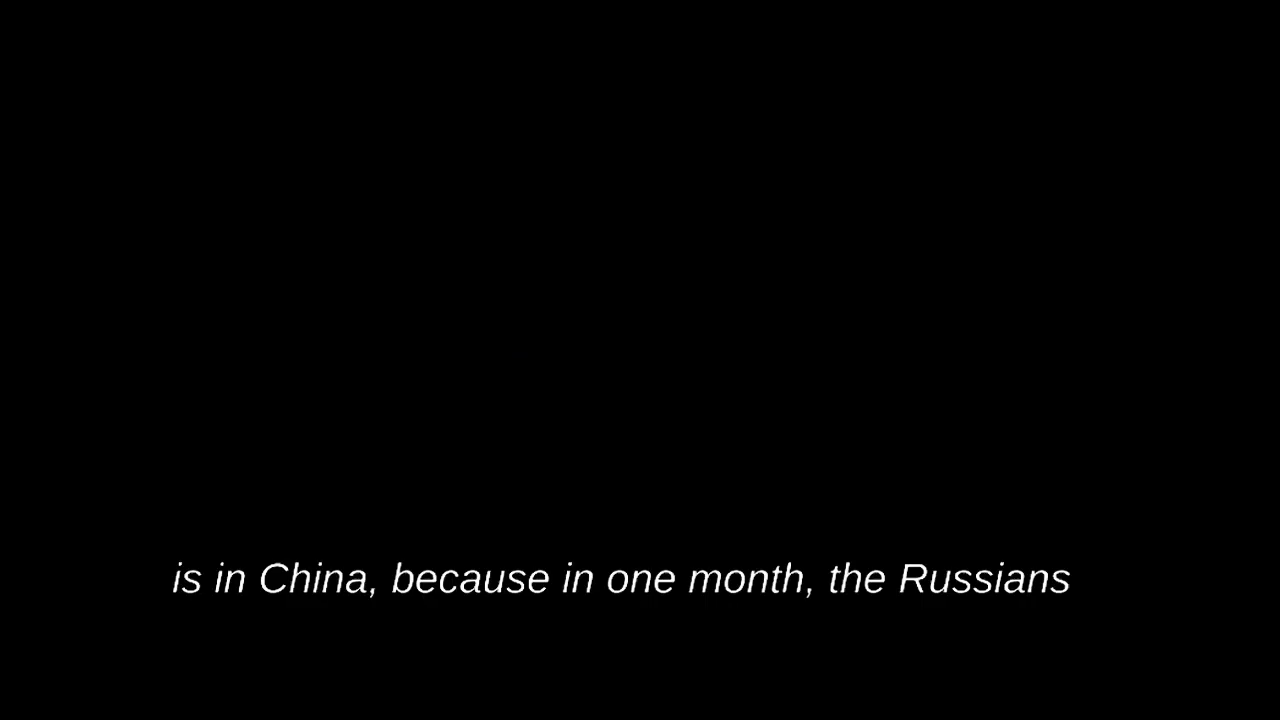 is in China, because in one month, the Russians